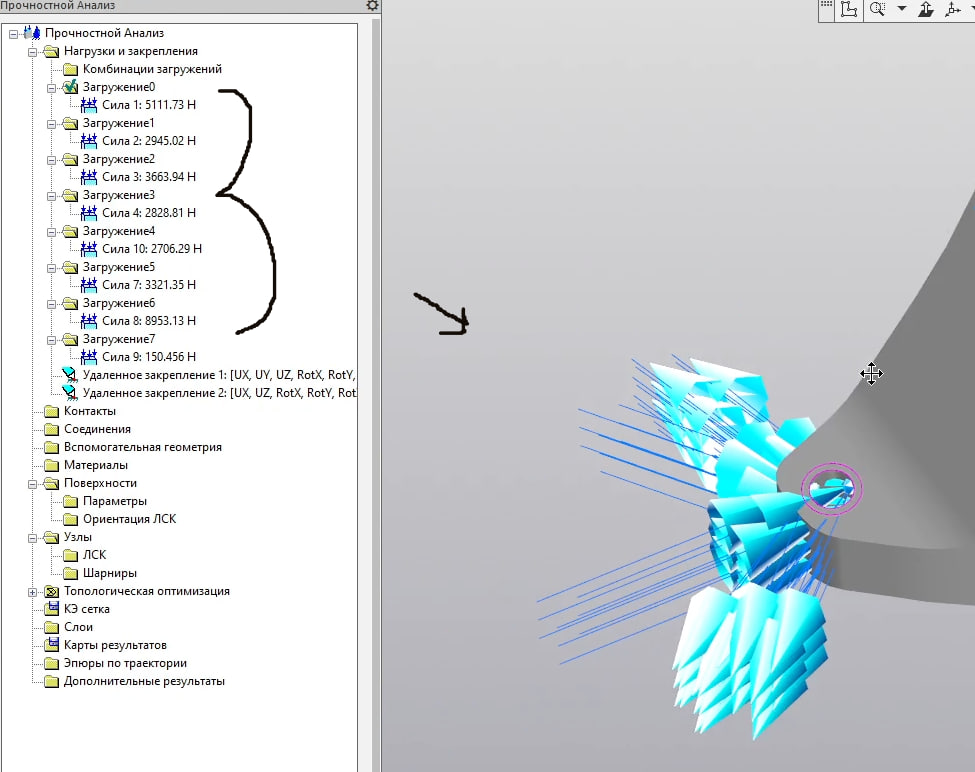 Прочностной Анализ
Прочностной Анализ
Нагрузки и закрепления
Комбинации загружений
Загружение0
Сила 1: 5111.73 Н
Загружение1
Сила 2: 2945.02 Н
Загружение2
Сила 3: 3663.94 Н
Загружение3
Сила 4: 2828.81 Н
Загружение4
Сила 10: 2706.29 Н
Загружение5
Сила 7: 3321.35 Н
Загружение6
Сила 8: 8953.13 Н
Загружение7
Сила 9: 150.456 Н
Удаленное закрепление 1: [UX, UY, UZ, RotX, RotY,
Удаленное закрепление 2: [UX, UZ, RotX, RotY, Rot
Контакты
Соединения
Вспомогательная геометрия
Материалы
Поверхности
Параметры
Ориентация ЛСК
Узлы
ЛСК
Шарниры
Топологическая оптимизация
КЭ сетка
Слои
Карты результатов
Эпюры по траектории
Дополнительные результаты